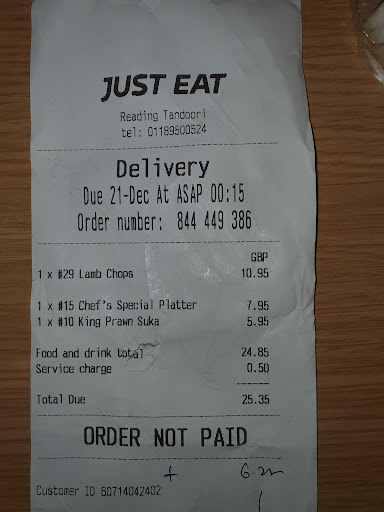 JUST EAT
Reading Tandoori
tel: 01189500524
Delivery
Due 21-Dec At ASAP 00:15
Order number: 844 449 386
GBP
1 x #29 Lamb Chops 10.95
1 x #15 Chef's Special Platter 7.95
1 x #10 King Prawn Suka 5.95
Food and drink total 24.85
Service charge 0.50
Total Due 25.35
ORDER NOT PAID
+
Customer ID 60714042402